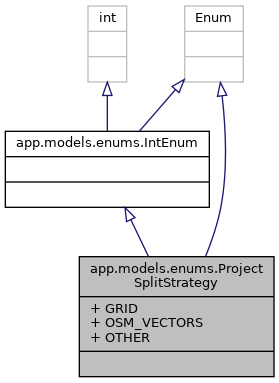 int
Enum
app.models.enums.IntEnum
app.models.enums.Project
SplitStrategy
+ GRID
+ OSM_VECTORS
+ OTHER